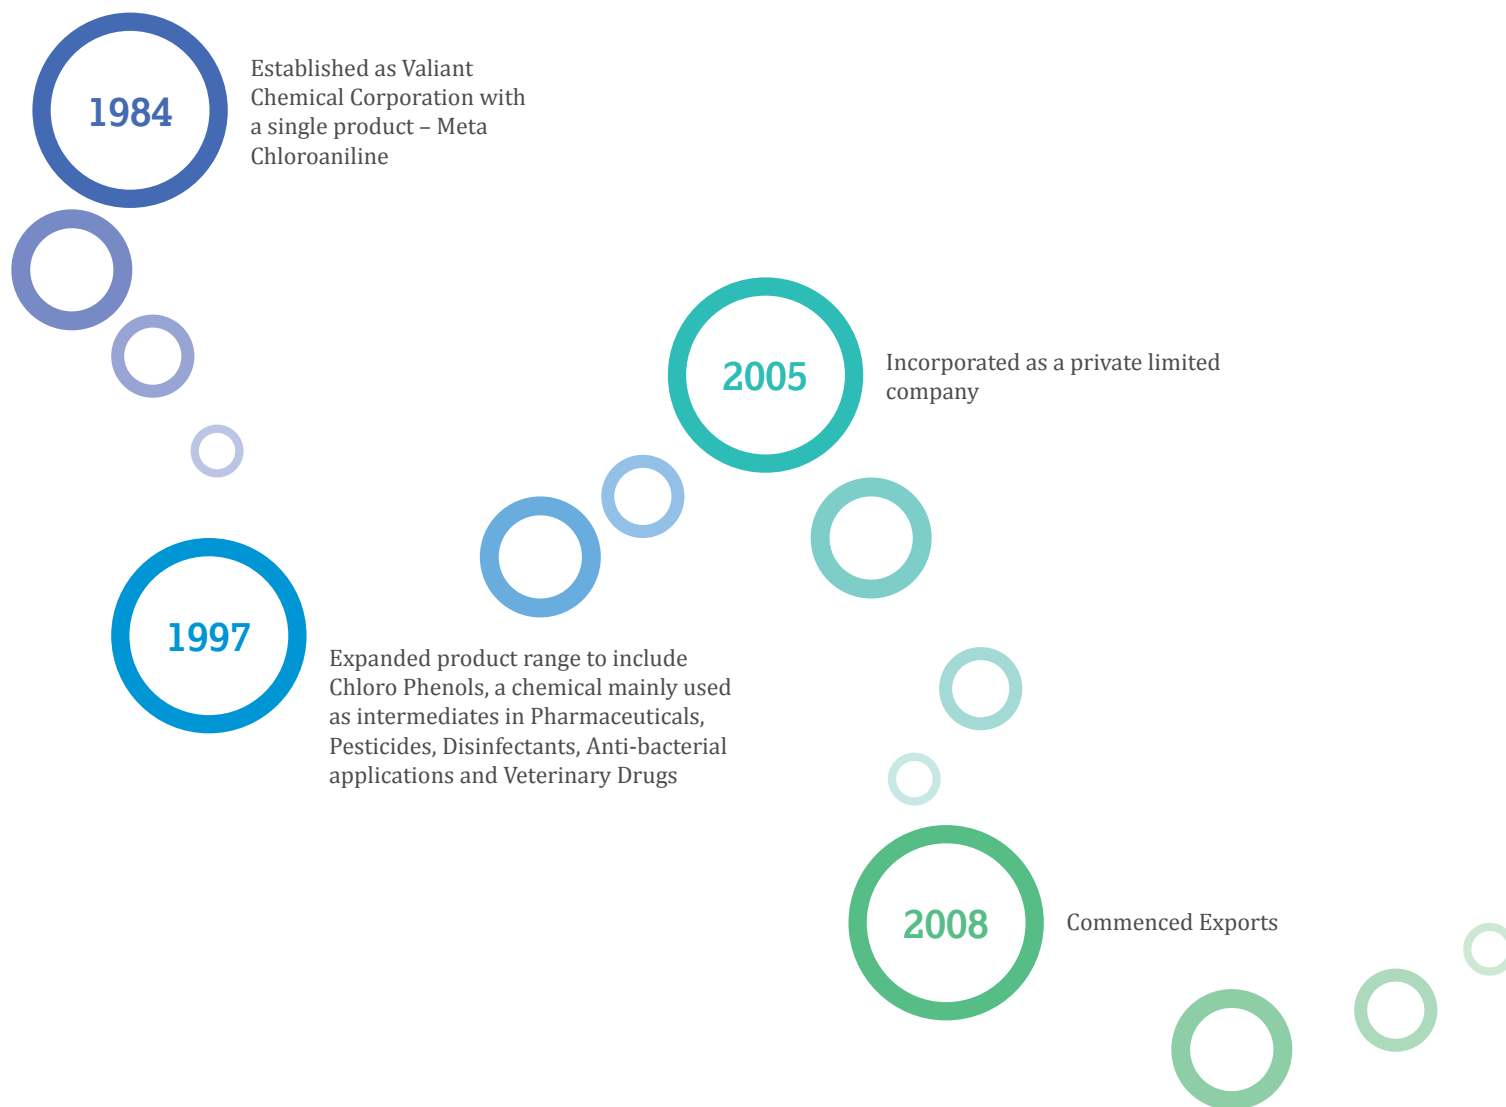 1984
Established as Valiant
Chemical Corporation with
a single product – Meta
Chloroaniline
1997
Expanded product range to include
Chloro Phenols, a chemical mainly used
as intermediates in Pharmaceuticals,
Pesticides, Disinfectants, Anti-bacterial
applications and Veterinary Drugs
2005
Incorporated as a private limited
company
2008
Commenced Exports